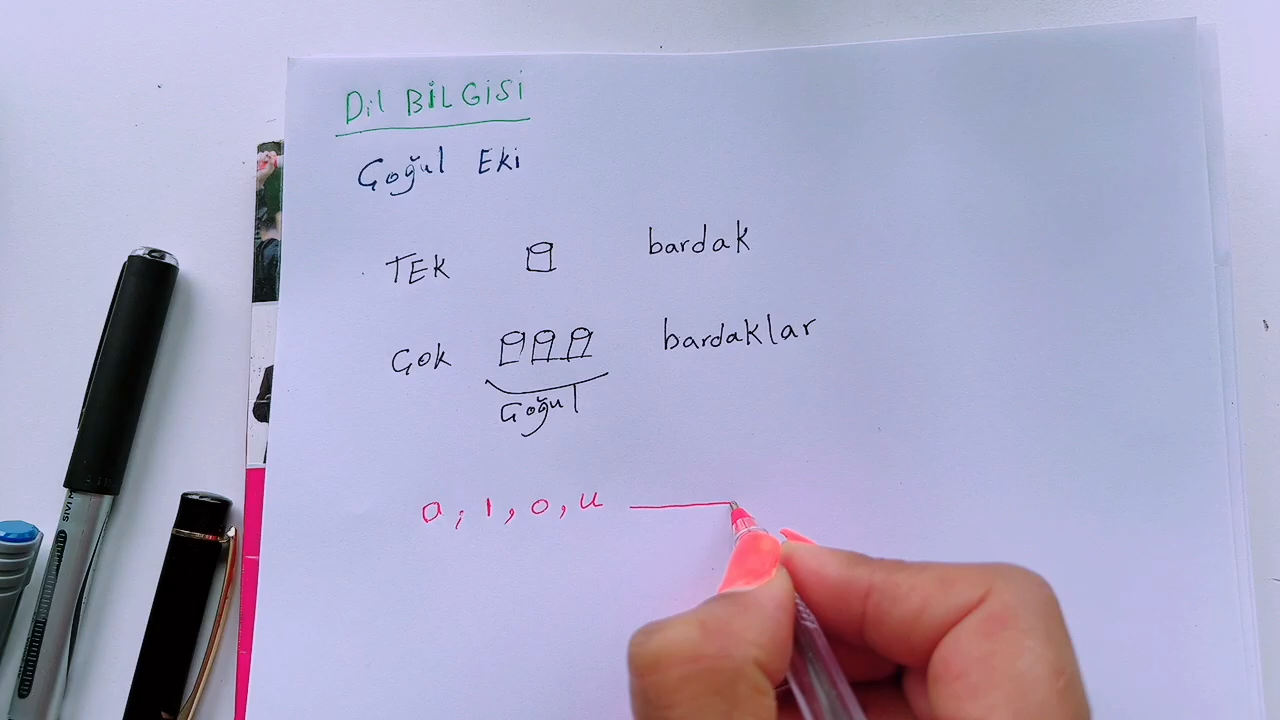 Dil BİLGİSİ
Çoğul Eki
TEK bardak
Çok bardaklar
Çoğul
a, ı, o, u